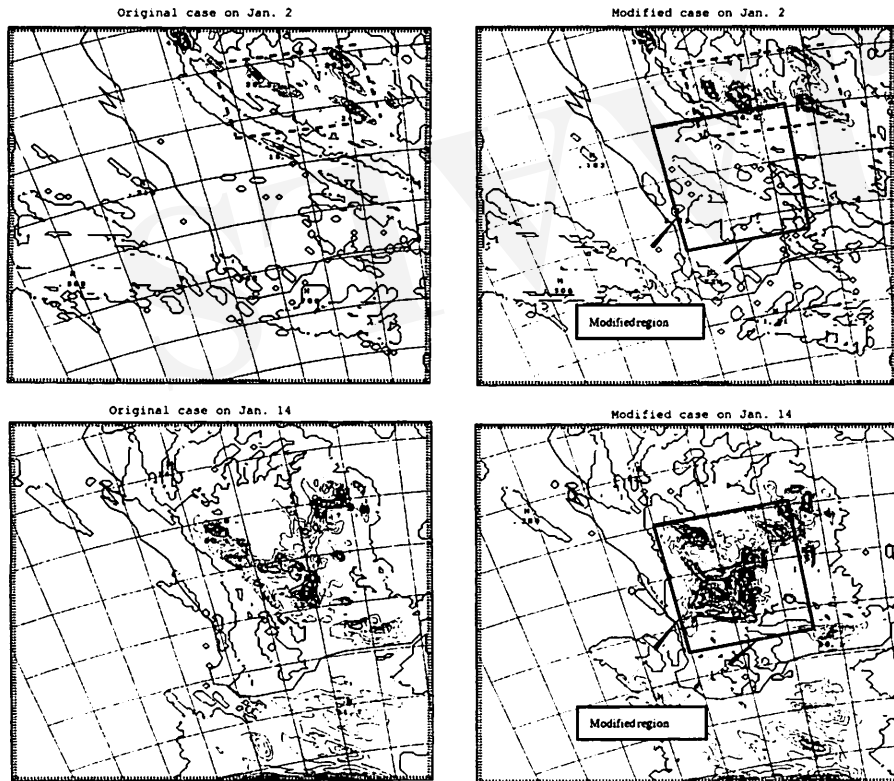 Original case on Jan. 2
Modified case on Jan. 2
Modified region
Original case on Jan. 14
Modified case on Jan. 14
Modified region